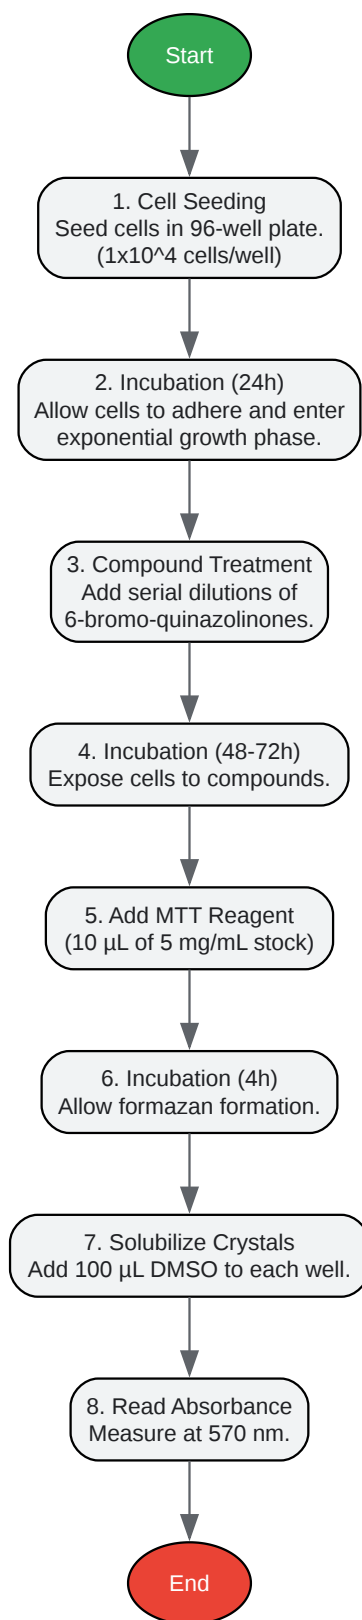 Start
1. Cell Seeding
Seed cells in 96-well plate.
(1x10^4 cells/well)
2. Incubation (24h)
Allow cells to adhere and enter
exponential growth phase.
3. Compound Treatment
Add serial dilutions of
6-bromo-quinazolinones.
4. Incubation (48-72h)
Expose cells to compounds.
5. Add MTT Reagent
(10 µL of 5 mg/mL stock)
6. Incubation (4h)
Allow formazan formation.
7. Solubilize Crystals
Add 100 µL DMSO to each well.
8. Read Absorbance
Measure at 570 nm.
End